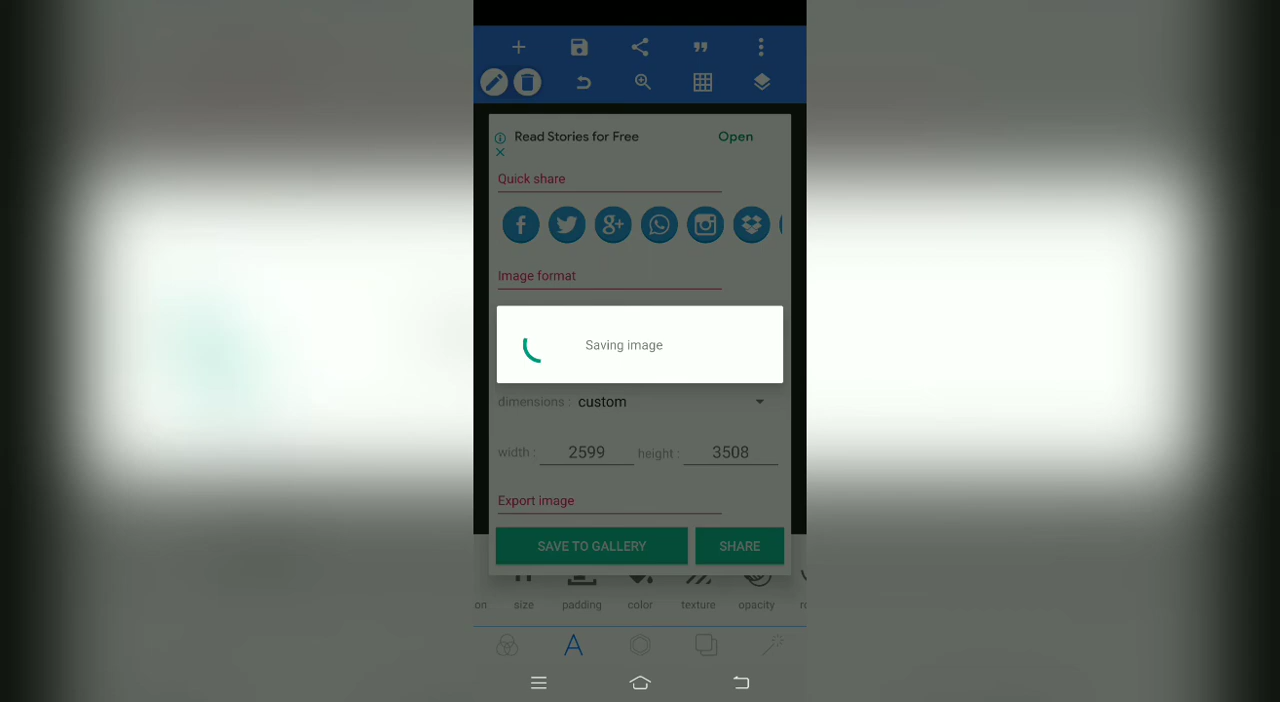 Read Stories for Free Open
Quick share
Image format
Saving image
dimensions : custom
width : 2599 height : 3508
Export image
SAVE TO GALLERY SHARE
on size padding color texture opacity